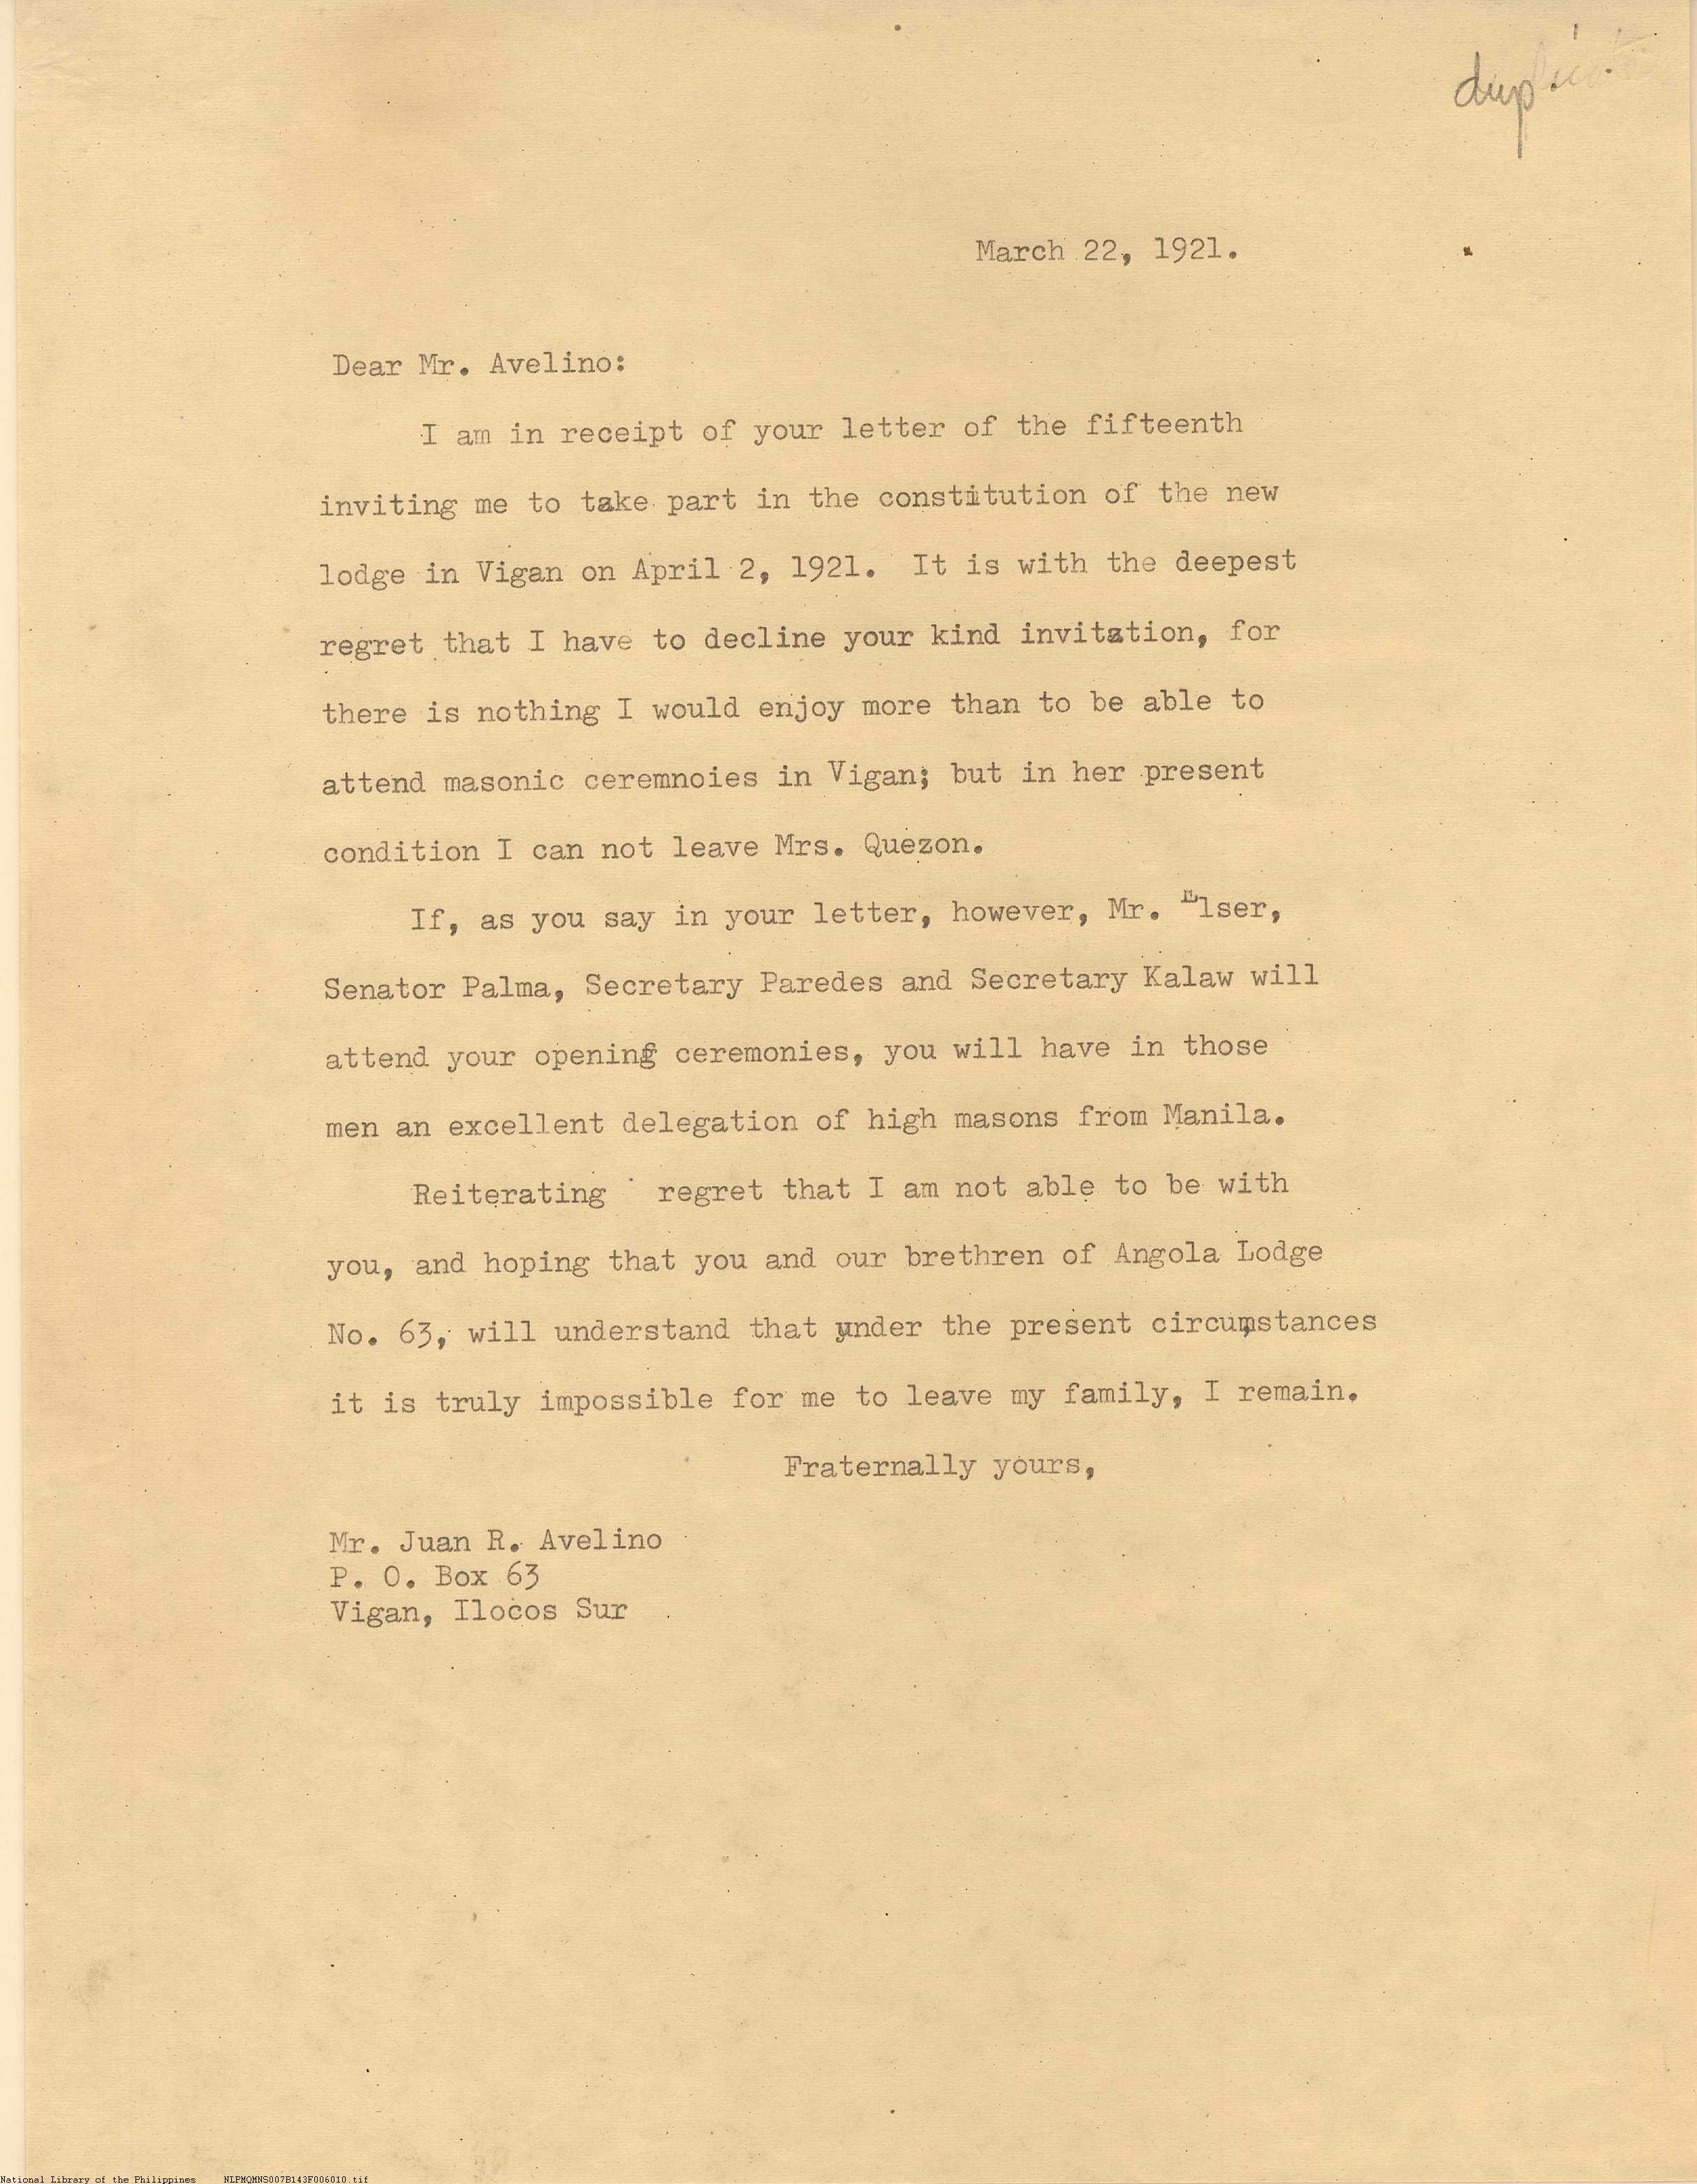 duplicate
March 22, 1921.
Dear Mr. Avelino:
I am in receipt of your letter of the fifteenth
inviting me to take part in the constitution of the new
lodge in Vigan on April 2, 1921. It is with the deepest
regret that I have to decline your kind invitation, for
there is nothing I would enjoy more than to be able to
attend masonic ceremnoies in Vigan; but in her present
condition I can not leave Mrs. Quezon.
If, as you say in your letter, however, Mr. Elser,
Senator Palma, Secretary Paredes and Secretary Kalaw will
attend your opening ceremonies, you will have in those
men an excellent delegation of high masons from Manila.
Reiterating regret that I am not able to be with
you, and hoping that you and our brethren of Angola Lodge
No. 63, will understand that under the present circumstances
it is truly impossible for me to leave my family, I remain.
Fraternally yours,
Mr. Juan R. Avelino
P. O. Box 63
Vigan, Ilocos Sur
National Library of the Philippines NLPMQMNS007B143F006010.tif